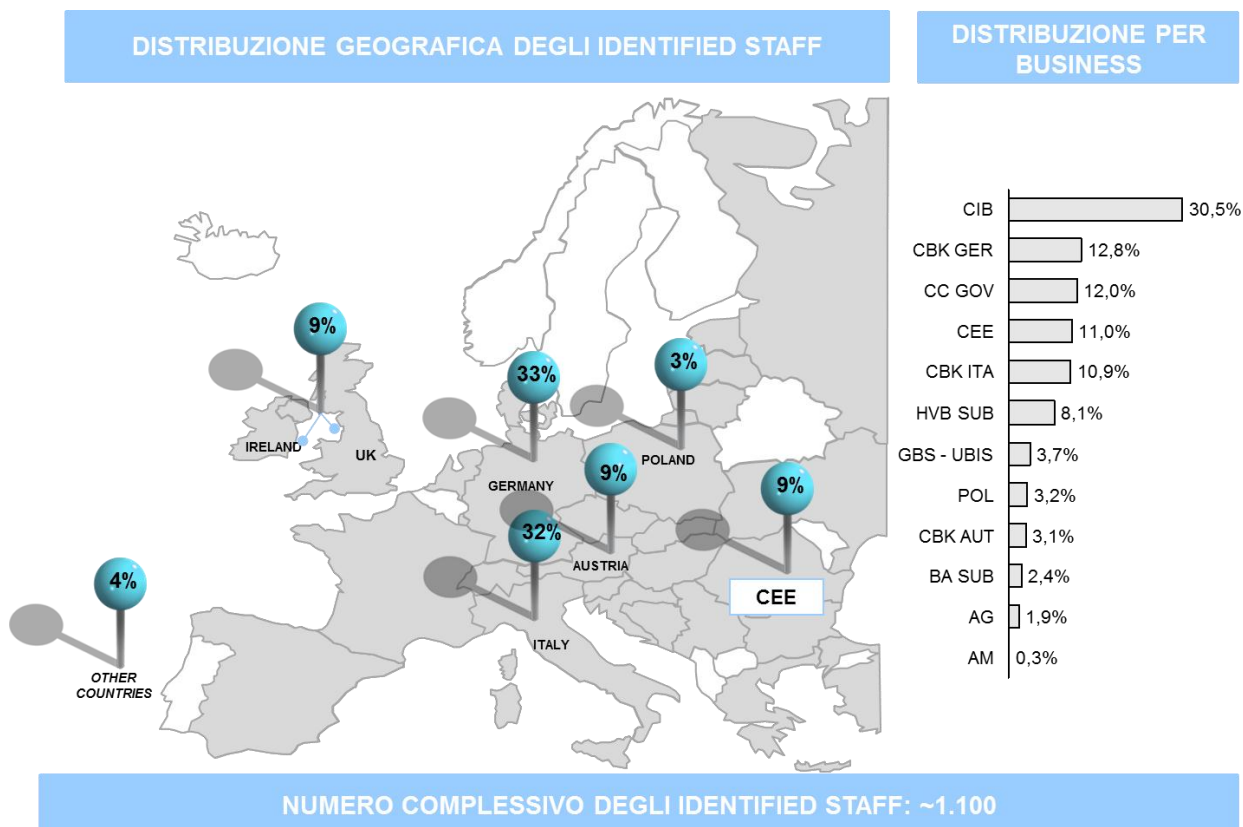 DISTRIBUZIONE GEOGRAFICA DEGLI IDENTIFIED STAFF
DISTRIBUZIONE PER
BUSINESS
9%
IRELAND
UK
33%
GERMANY
3%
POLAND
9%
AUSTRIA
9%
CEE
32%
ITALY
4%
OTHER
COUNTRIES
CIB 30,5%
CBK GER 12,8%
CC GOV 12,0%
CEE 11,0%
CBK ITA 10,9%
HVB SUB 8,1%
GBS - UBIS 3,7%
POL 3,2%
CBK AUT 3,1%
BA SUB 2,4%
AG 1,9%
AM 0,3%
NUMERO COMPLESSIVO DEGLI IDENTIFIED STAFF: ~1.100